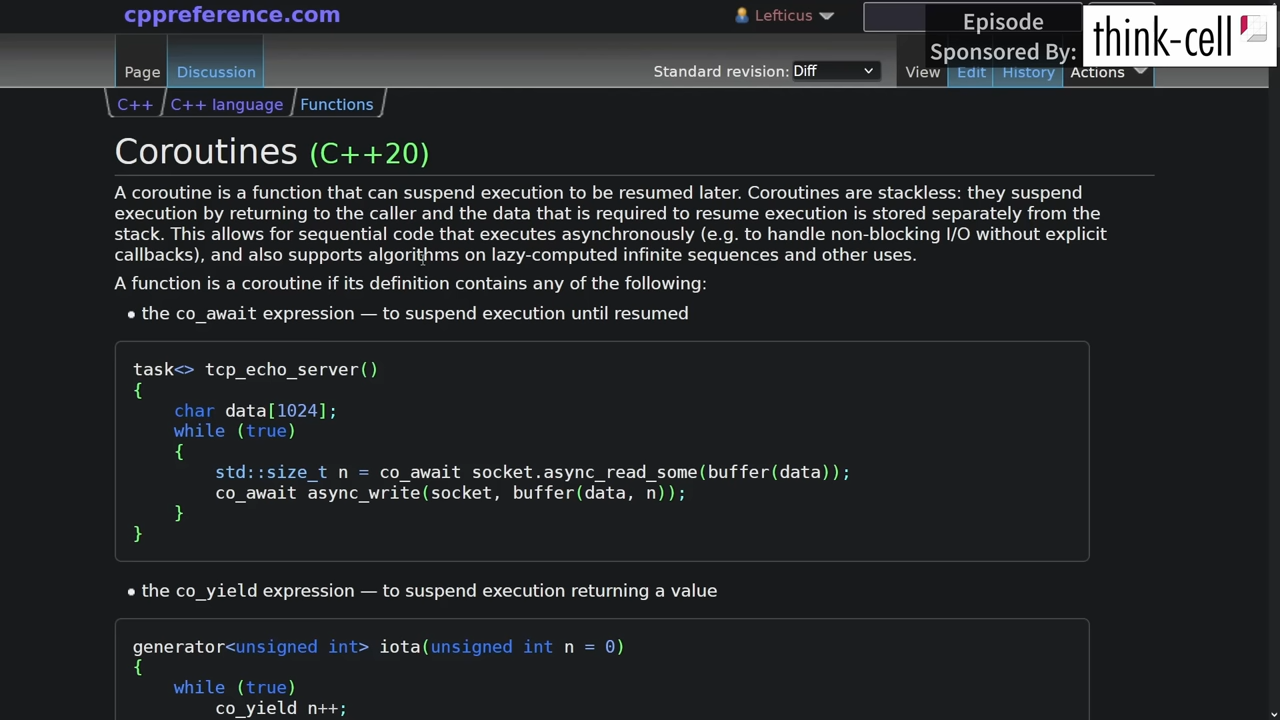 cppreference.com
Lefticus
Episode
Sponsored By:
think-cell
Page Discussion
Standard revision: Diff
View Edit History Actions
C++ C++ language Functions
Coroutines (C++20)
A coroutine is a function that can suspend execution to be resumed later. Coroutines are stackless: they suspend
execution by returning to the caller and the data that is required to resume execution is stored separately from the
stack. This allows for sequential code that executes asynchronously (e.g. to handle non-blocking I/O without explicit
callbacks), and also supports algorithms on lazy-computed infinite sequences and other uses.
A function is a coroutine if its definition contains any of the following:
• the co_await expression — to suspend execution until resumed
task<> tcp_echo_server()
{
    char data[1024];
    while (true)
    {
        std::size_t n = co_await socket.async_read_some(buffer(data));
        co_await async_write(socket, buffer(data, n));
    }
}
• the co_yield expression — to suspend execution returning a value
generator<unsigned int> iota(unsigned int n = 0)
{
    while (true)
        co_yield n++;